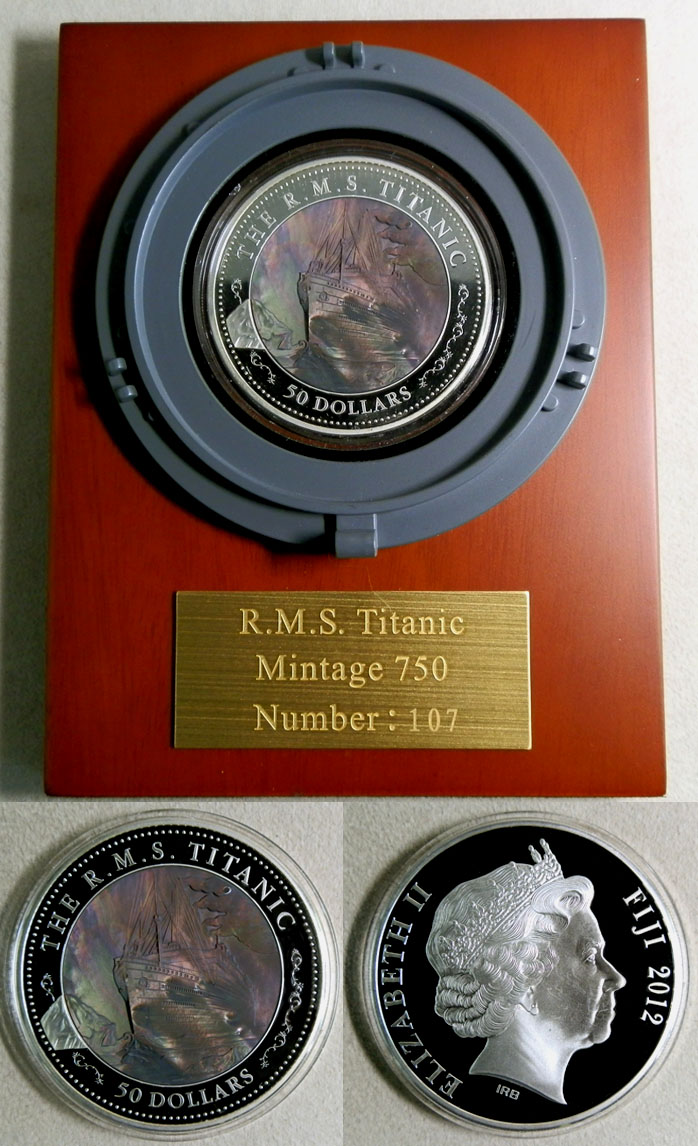 THE R.M.S. TITANIC
50 DOLLARS
R.M.S. Titanic
Mintage 750
Number: 107
THE R.M.S. TITANIC
50 DOLLARS
ELIZABETH II
FIJI 2012
IRB